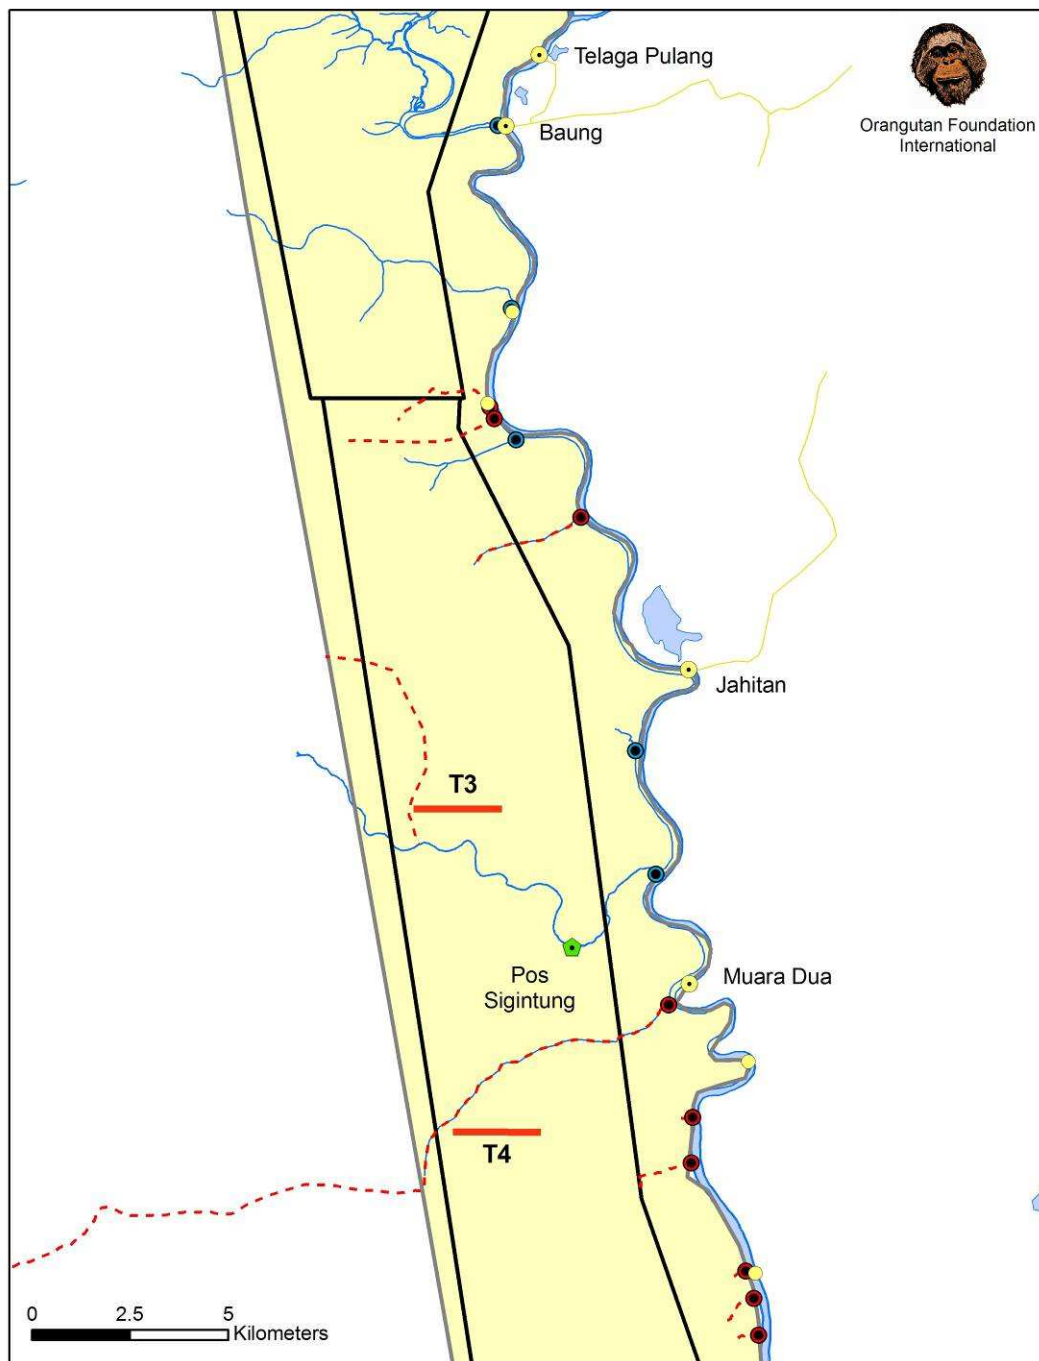 Telaga Pulang
Baung
Orangutan Foundation
International
Jahitan
T3
Pos
Sigintung
Muara Dua
T4
0 2.5 5
Kilometers